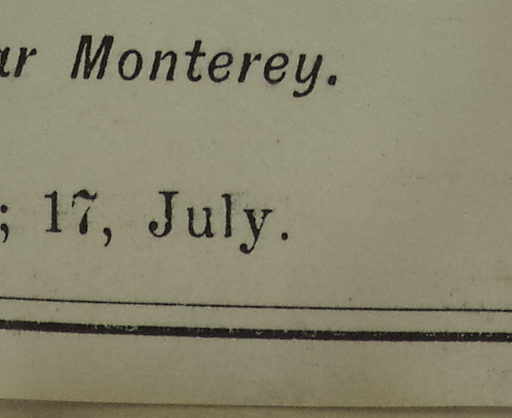 ar Monterey.
; 17, July.